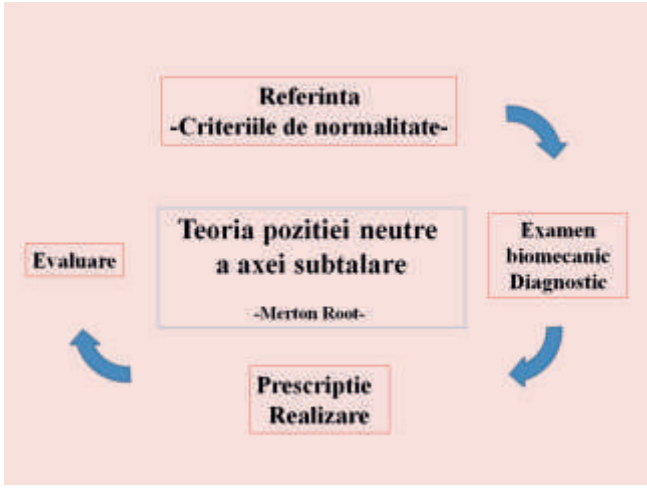 Referinta
-Criteriile de normalitate-
Teoria pozitiei neutre
a axei subtalare
-Merton Root-
Examen
biomecanic
Diagnostic
Evaluare
Prescriptie
Realizare